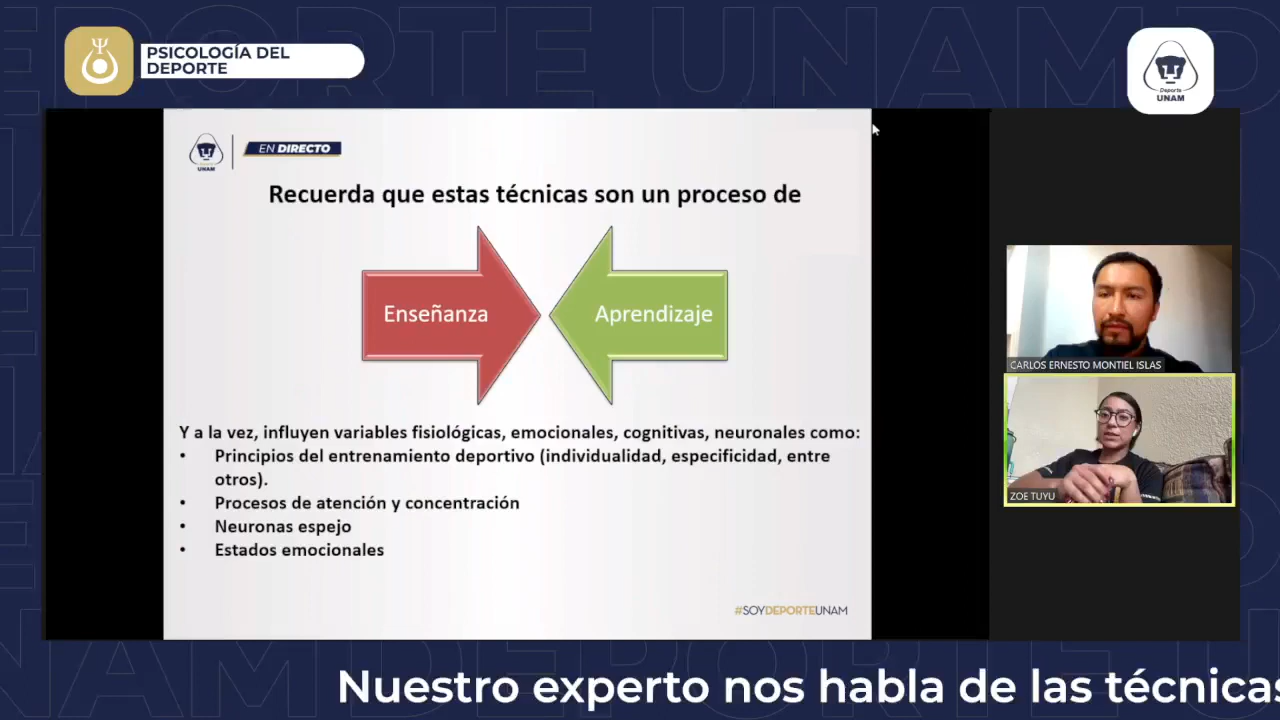 PSICOLOGÍA DEL
DEPORTE
Deporte
UNAM
UNAM
EN DIRECTO
Recuerda que estas técnicas son un proceso de
Enseñanza
Aprendizaje
Y a la vez, influyen variables fisiológicas, emocionales, cognitivas, neuronales como:
• Principios del entrenamiento deportivo (individualidad, especificidad, entre
otros).
• Procesos de atención y concentración
• Neuronas espejo
• Estados emocionales
#SOYDEPORTEUNAM
CARLOS ERNESTO MONTIEL ISLAS
ZOE TUYU
Nuestro experto nos habla de las técnicas